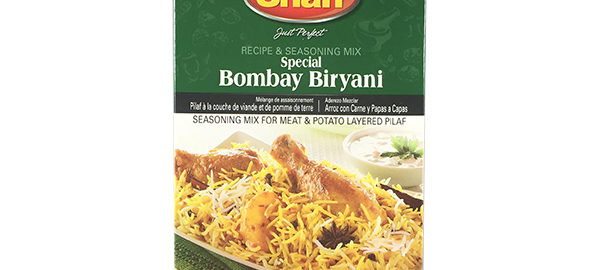 Shan
Just Perfect
RECIPE & SEASONING MIX
Special
Bombay Biryani
Mélange de assaisonnement
Pilaf à la couche de viande et de pomme de terre
Aderezo Mezclar
Arroz con Carne y Papas a Capas
SEASONING MIX FOR MEAT & POTATO LAYERED PILAF